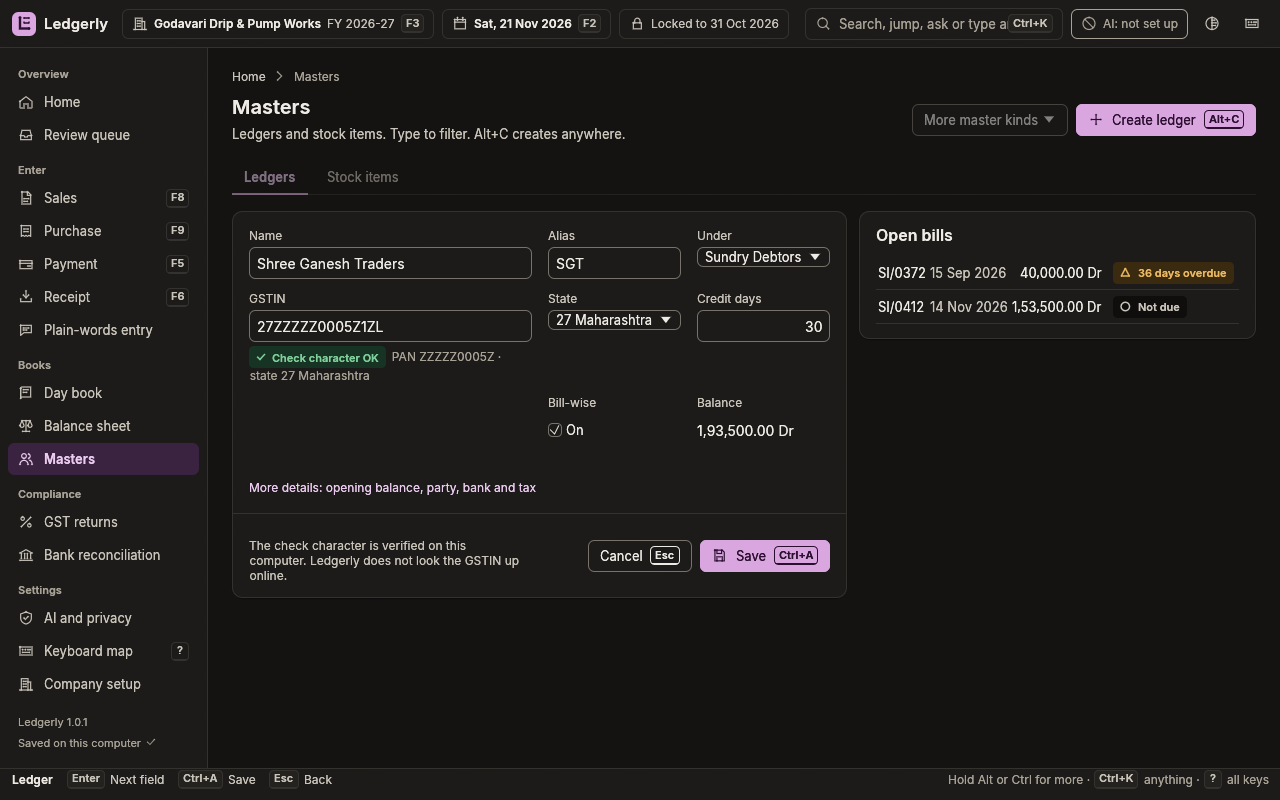 Ledgerly
Godavari Drip & Pump Works FY 2026-27 F3
Sat, 21 Nov 2026 F2
Locked to 31 Oct 2026
Search, jump, ask or type a Ctrl+K
AI: not set up
Overview
Home
Review queue
Enter
Sales F8
Purchase F9
Payment F5
Receipt F6
Plain-words entry
Books
Day book
Balance sheet
Masters
Compliance
GST returns
Bank reconciliation
Settings
AI and privacy
Keyboard map ?
Company setup
Ledgerly 1.0.1
Saved on this computer
Home Masters
Masters
Ledgers and stock items. Type to filter. Alt+C creates anywhere.
More master kinds
Create ledger Alt+C
Ledgers Stock items
Name Alias Under
Shree Ganesh Traders SGT Sundry Debtors
GSTIN State Credit days
27ZZZZZ0005Z1ZL 27 Maharashtra 30
Check character OK PAN ZZZZZ0005Z ·
state 27 Maharashtra
Bill-wise Balance
On 1,93,500.00 Dr
More details: opening balance, party, bank and tax
The check character is verified on this
computer. Ledgerly does not look the GSTIN up
online.
Cancel Esc
Save Ctrl+A
Open bills
SI/0372 15 Sep 2026 40,000.00 Dr 36 days overdue
SI/0412 14 Nov 2026 1,53,500.00 Dr Not due
Ledger Enter Next field Ctrl+A Save Esc Back
Hold Alt or Ctrl for more · Ctrl+K anything · ? all keys